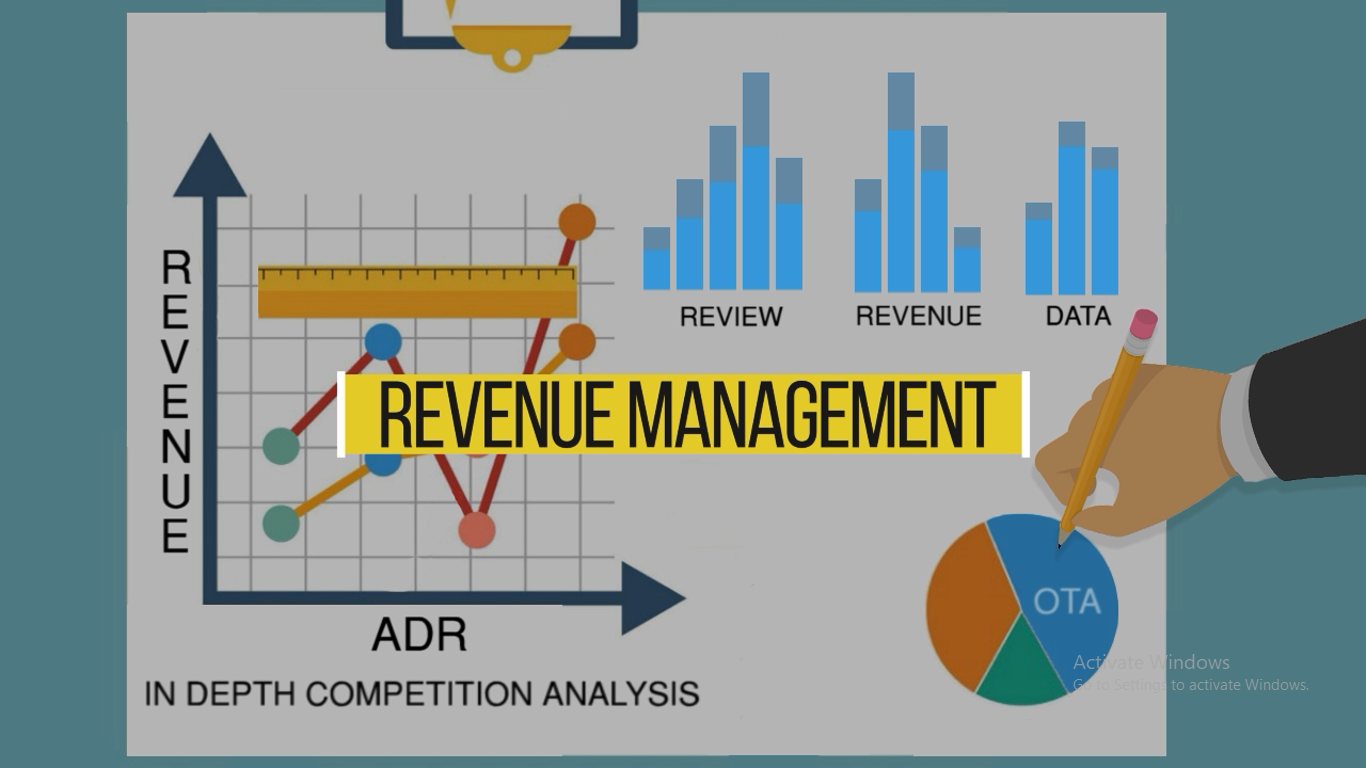 REVIEW
REVENUE
DATA
REVENUE
REVENUE MANAGEMENT
OTA
ADR
IN DEPTH COMPETITION ANALYSIS
Activate Windows
Go to Settings to activate Windows.